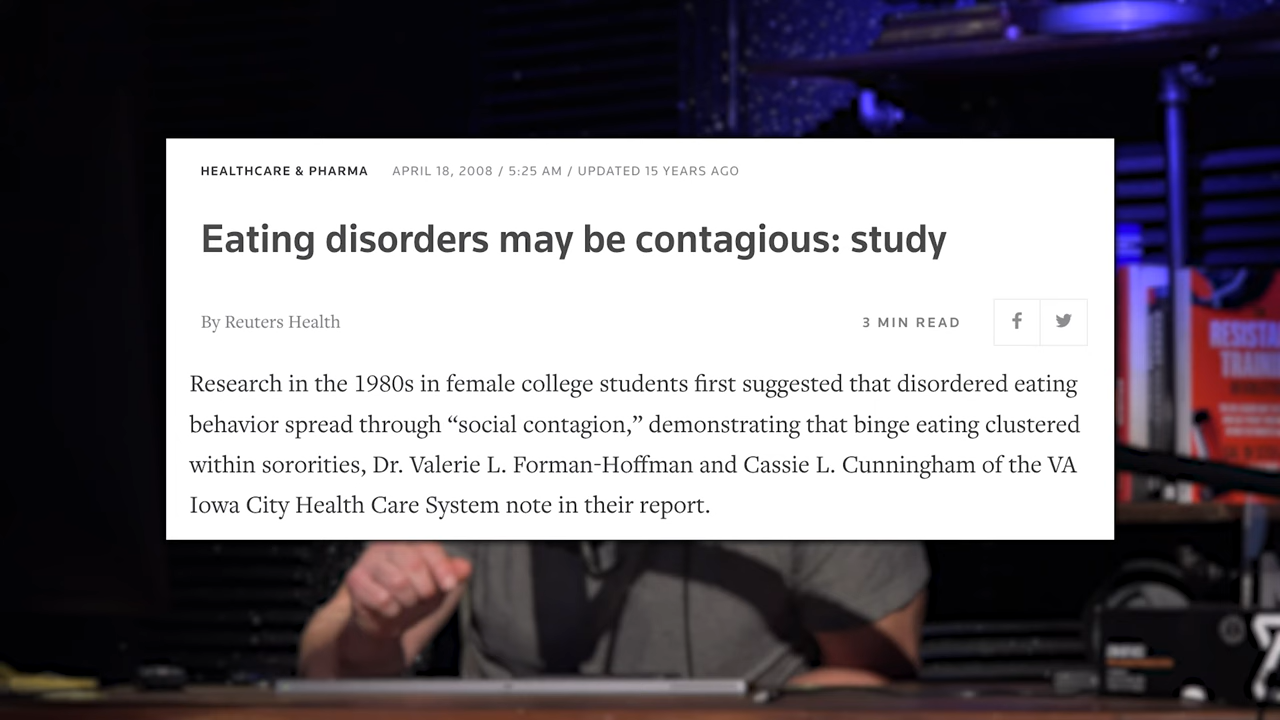 HEALTHCARE & PHARMA APRIL 18, 2008 / 5:25 AM / UPDATED 15 YEARS AGO
Eating disorders may be contagious: study
By Reuters Health
3 MIN READ
Research in the 1980s in female college students first suggested that disordered eating
behavior spread through “social contagion,” demonstrating that binge eating clustered
within sororities, Dr. Valerie L. Forman-Hoffman and Cassie L. Cunningham of the VA
Iowa City Health Care System note in their report.